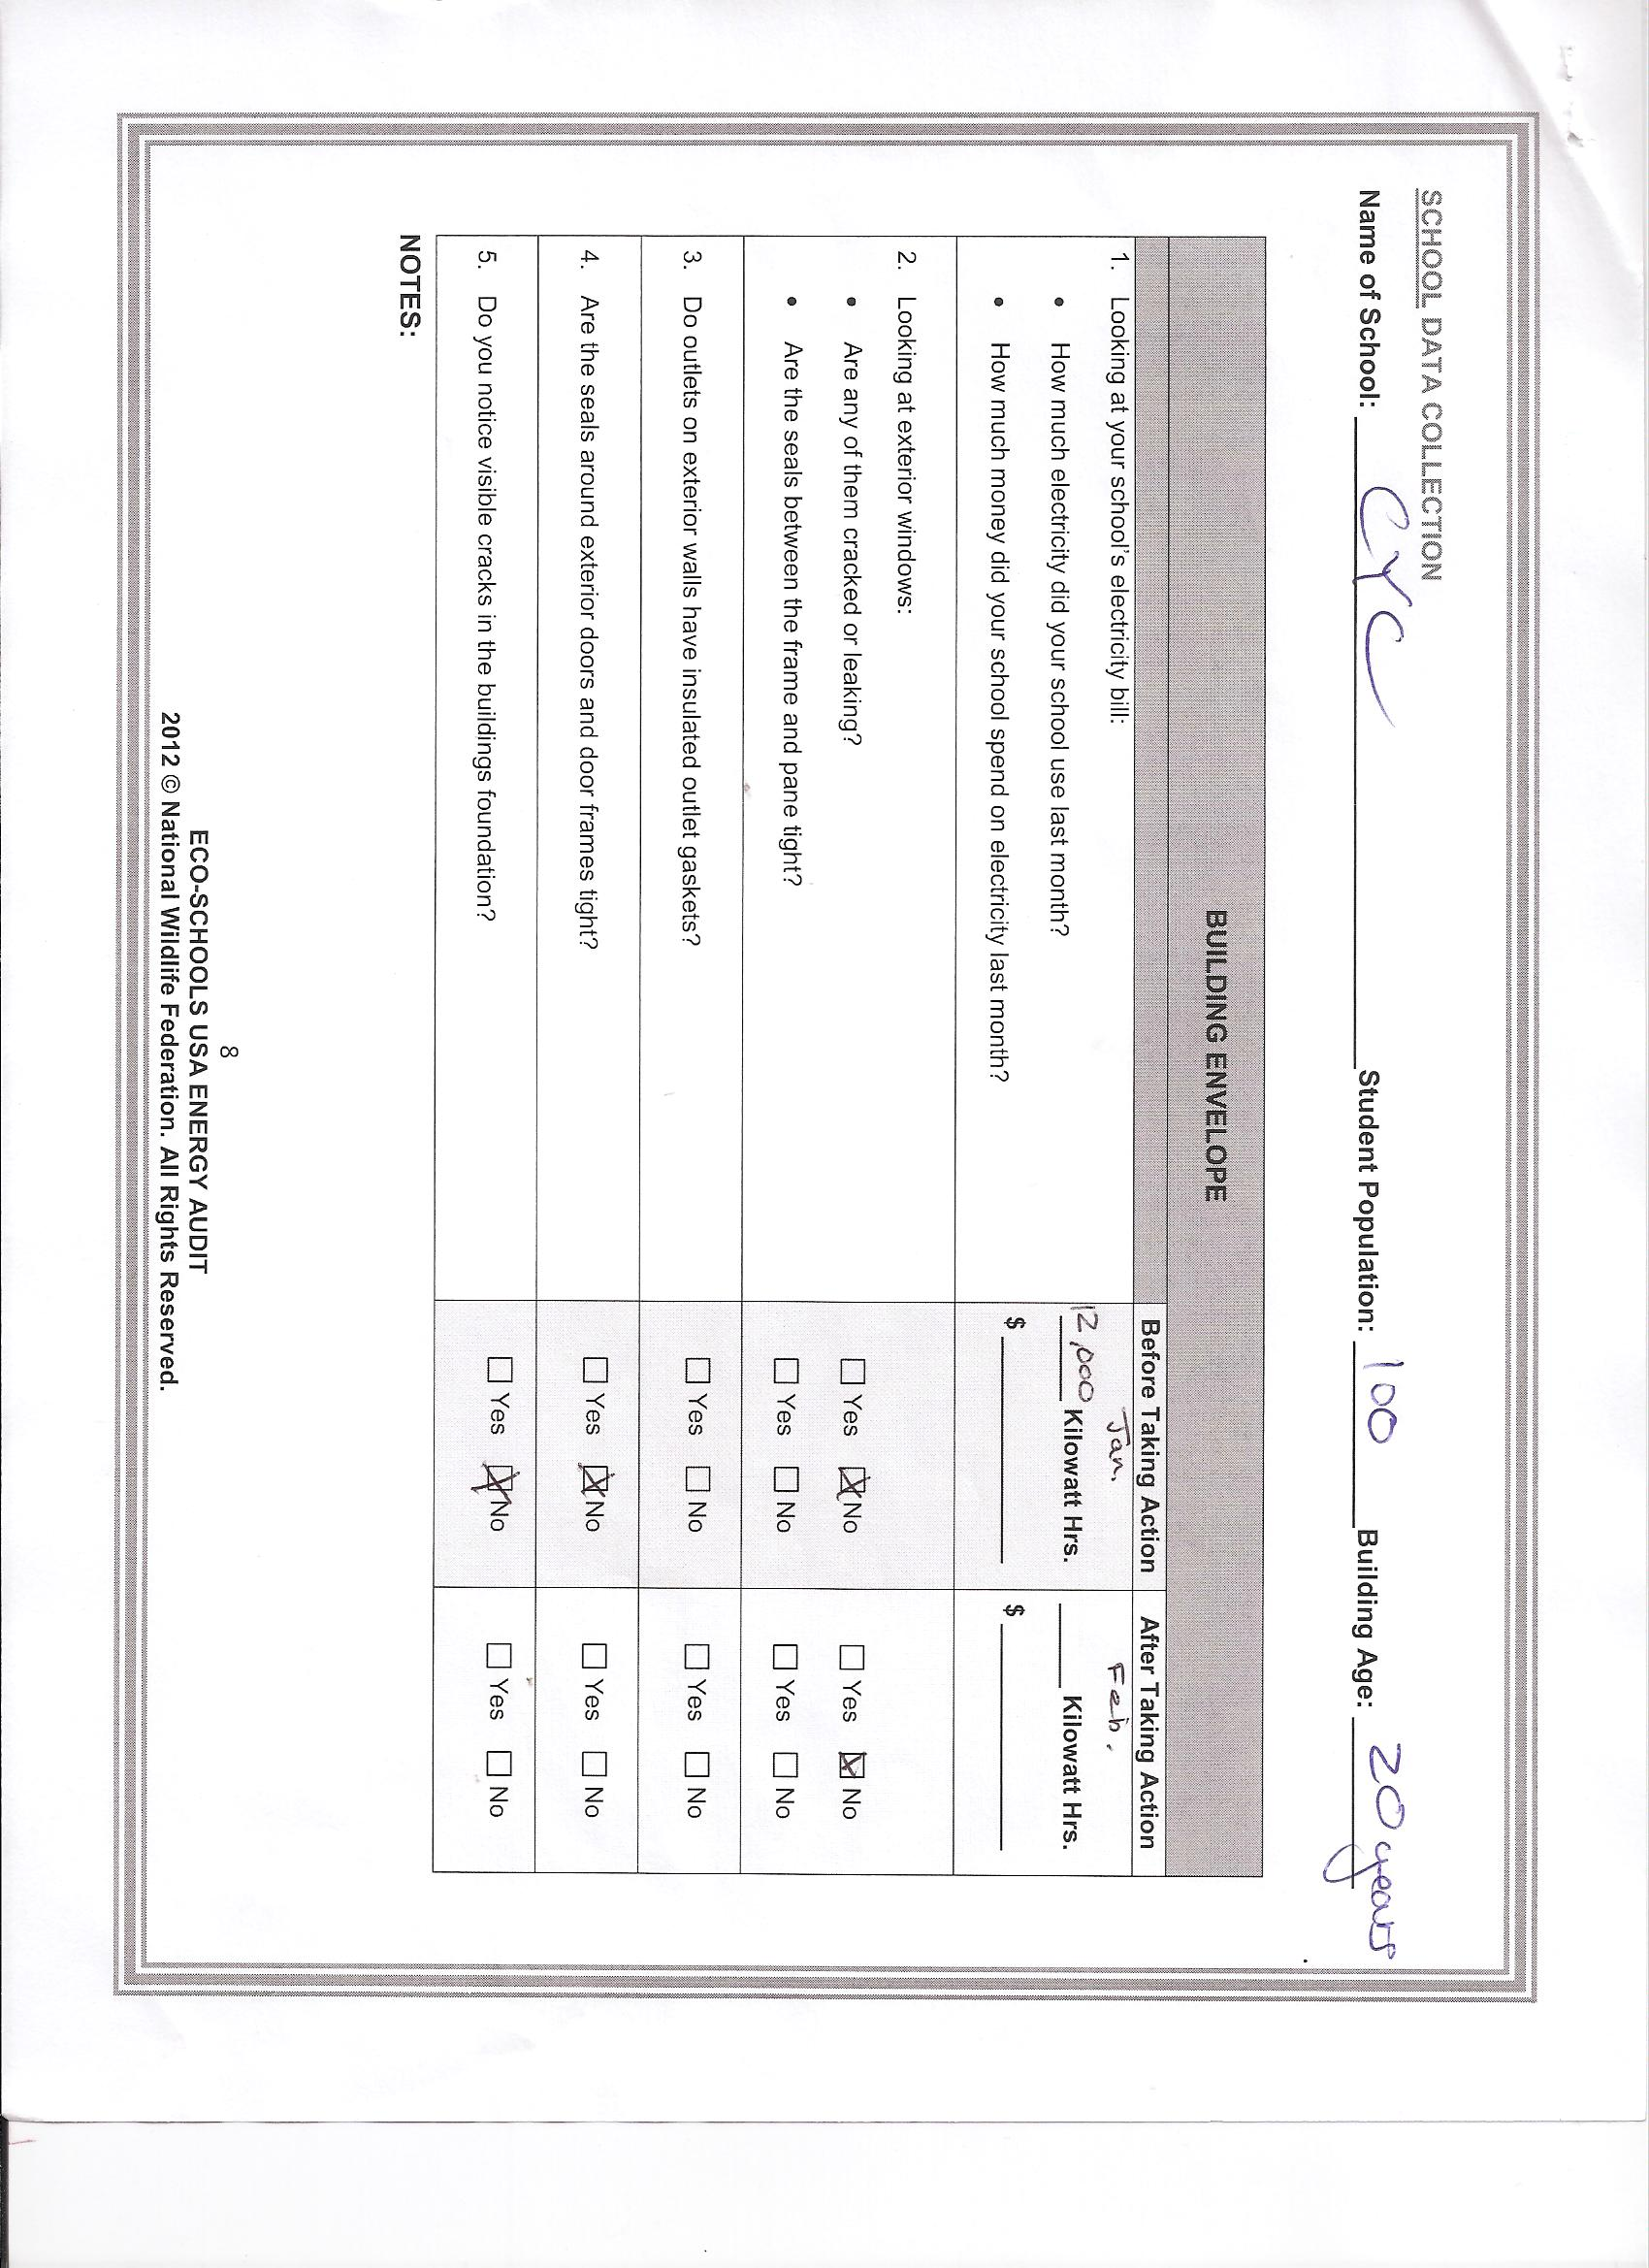 SCHOOL DATA COLLECTION
Name of School: CYC Student Population: 100 Building Age: 20 years
BUILDING ENVELOPE
Before Taking Action After Taking Action
1. Looking at your school's electricity bill: Jan. Feb.
• How much electricity did your school use last month? 12,000 Kilowatt Hrs. ______ Kilowatt Hrs.
• How much money did your school spend on electricity last month? $ ______ $ ______
2. Looking at exterior windows:
• Are any of them cracked or leaking? ☐ Yes ☒ No ☐ Yes ☒ No
• Are the seals between the frame and pane tight? ☐ Yes ☐ No ☐ Yes ☐ No
3. Do outlets on exterior walls have insulated outlet gaskets? ☐ Yes ☐ No ☐ Yes ☐ No
4. Are the seals around exterior doors and door frames tight? ☐ Yes ☒ No ☐ Yes ☐ No
5. Do you notice visible cracks in the buildings foundation? ☐ Yes ☒ No ☐ Yes ☐ No
NOTES:
8
ECO-SCHOOLS USA ENERGY AUDIT
2012 © National Wildlife Federation. All Rights Reserved.